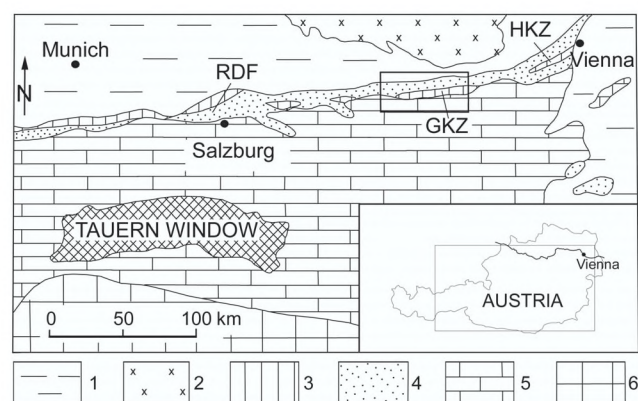 HKZ
Munich
Vienna
N
RDF
GKZ
Salzburg
TAUERN WINDOW
Vienna
AUSTRIA
0 50 100 km
1 2 3 4 5 6